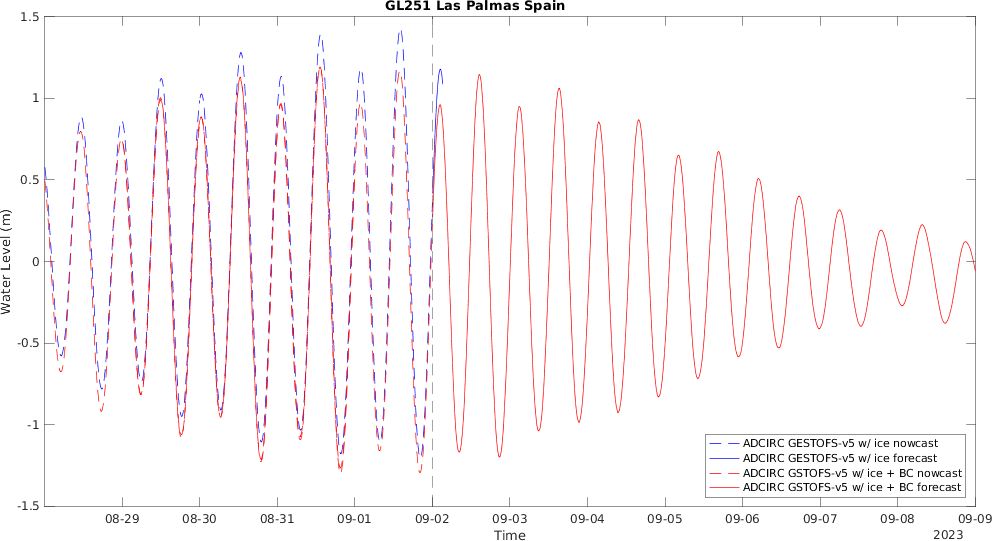 GL251 Las Palmas Spain
1.5
1
0.5
0
-0.5
-1
-1.5
Water Level (m)
08-29 08-30 08-31 09-01 09-02 09-03 09-04 09-05 09-06 09-07 09-08 09-09
Time
2023
ADCIRC GESTOFS-v5 w/ ice nowcast
ADCIRC GESTOFS-v5 w/ ice forecast
ADCIRC GSTOFS-v5 w/ ice + BC nowcast
ADCIRC GSTOFS-v5 w/ ice + BC forecast